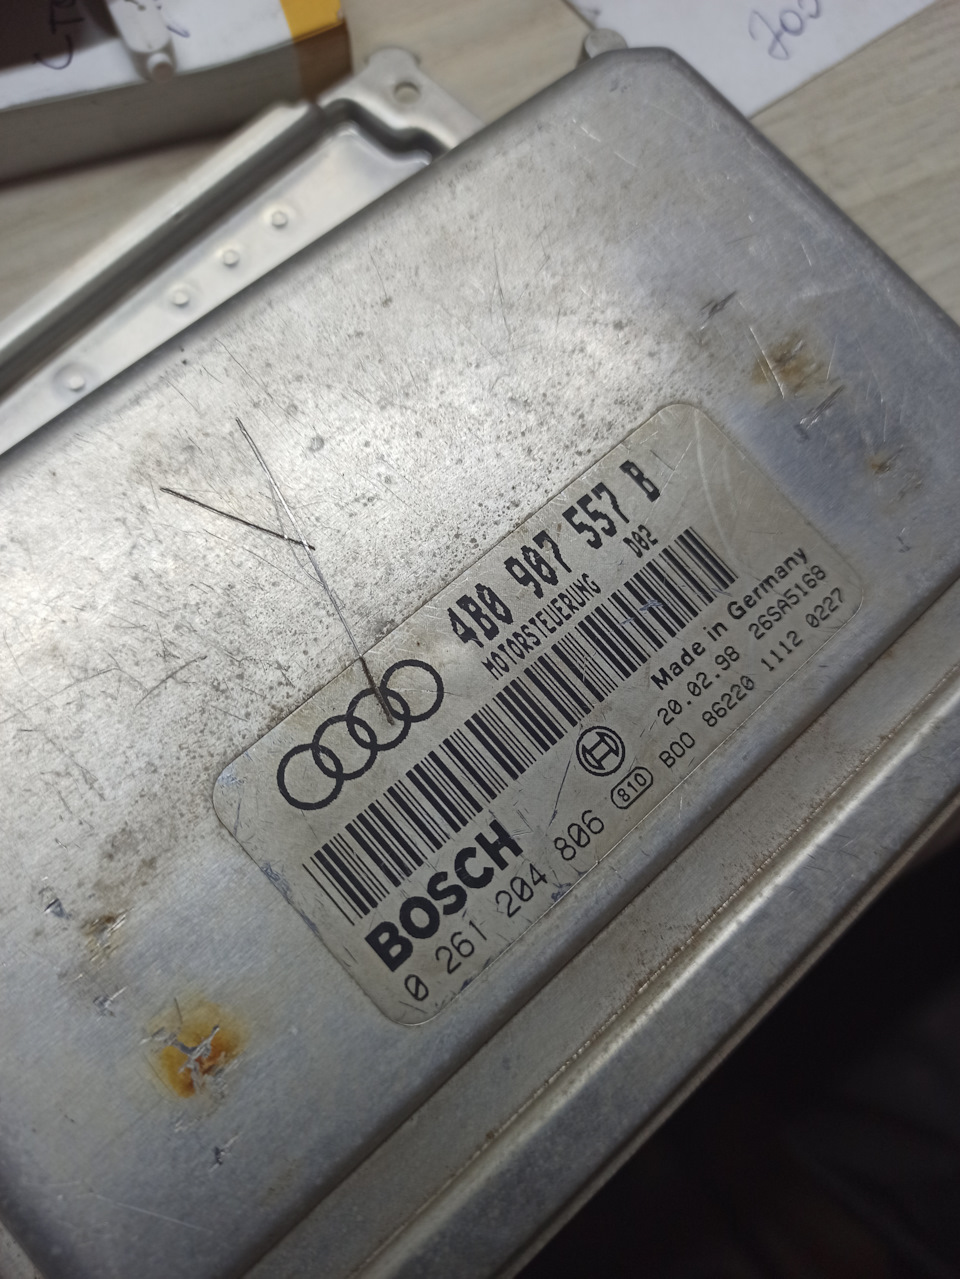 4B0 907 557 B
MOTORSTEUERUNG D02
Made in Germany
BOSCH
20.02.98 26SA5168
0 261 204 806
810 B00 86220 1112 0227
705